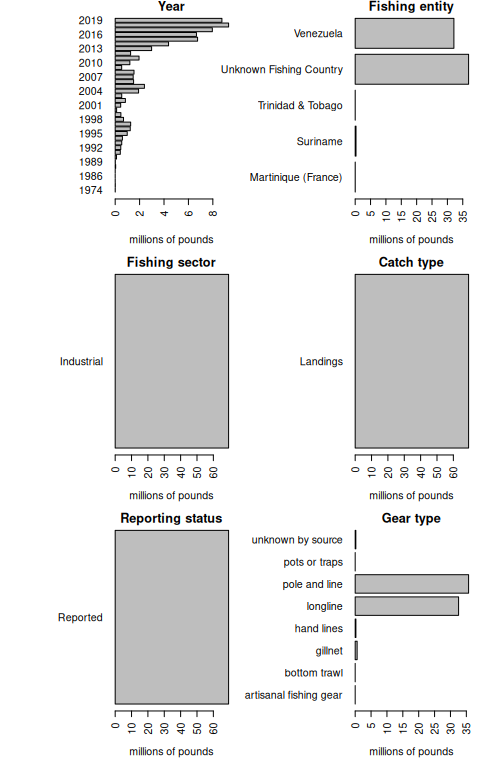 Year
2019
2016
2013
2010
2007
2004
2001
1998
1995
1992
1989
1986
1974
0 2 4 6 8
millions of pounds
Fishing entity
Venezuela
Unknown Fishing Country
Trinidad & Tobago
Suriname
Martinique (France)
0 5 10 15 20 25 30 35
millions of pounds
Fishing sector
Industrial
0 10 20 30 40 50 60
millions of pounds
Catch type
Landings
0 10 20 30 40 50 60
millions of pounds
Reporting status
Reported
0 10 20 30 40 50 60
millions of pounds
Gear type
unknown by source
pots or traps
pole and line
longline
hand lines
gillnet
bottom trawl
artisanal fishing gear
0 5 10 15 20 25 30 35
millions of pounds